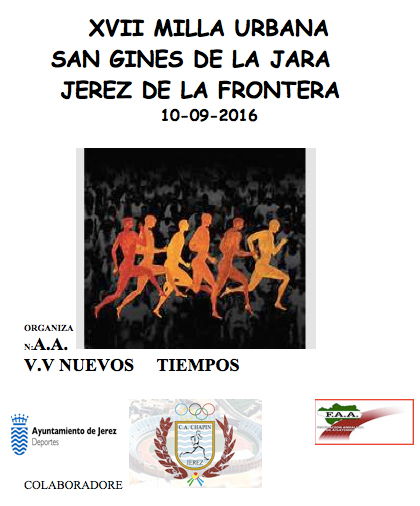 XVII MILLA URBANA
SAN GINES DE LA JARA
JEREZ DE LA FRONTERA
10-09-2016
ORGANIZA
N:A.A.
V.V NUEVOS TIEMPOS
Ayuntamiento de Jerez
Deportes
C.A. CHAPIN
JEREZ
F.A.A.
COLABORADORE